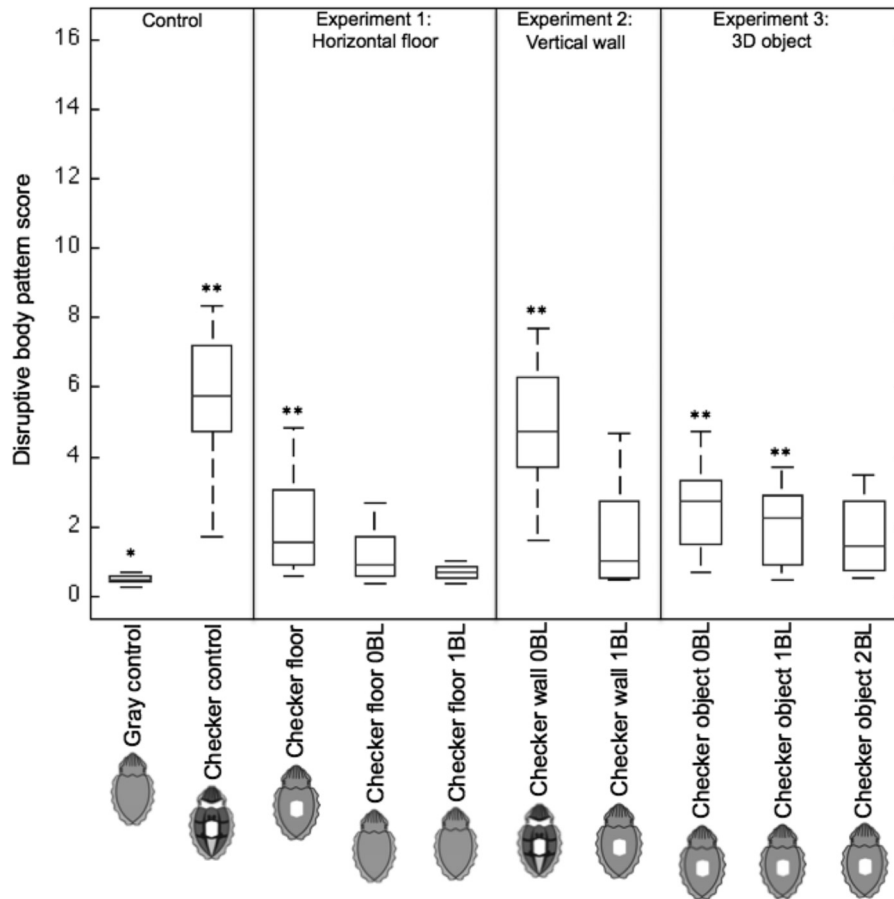 Control
Experiment 1:
Horizontal floor
Experiment 2:
Vertical wall
Experiment 3:
3D object
Disruptive body pattern score
16
14
12
10
8
6
4
2
0
*
**
**
**
**
**
Gray control
Checker control
Checker floor
Checker floor 0BL
Checker floor 1BL
Checker wall 0BL
Checker wall 1BL
Checker object 0BL
Checker object 1BL
Checker object 2BL